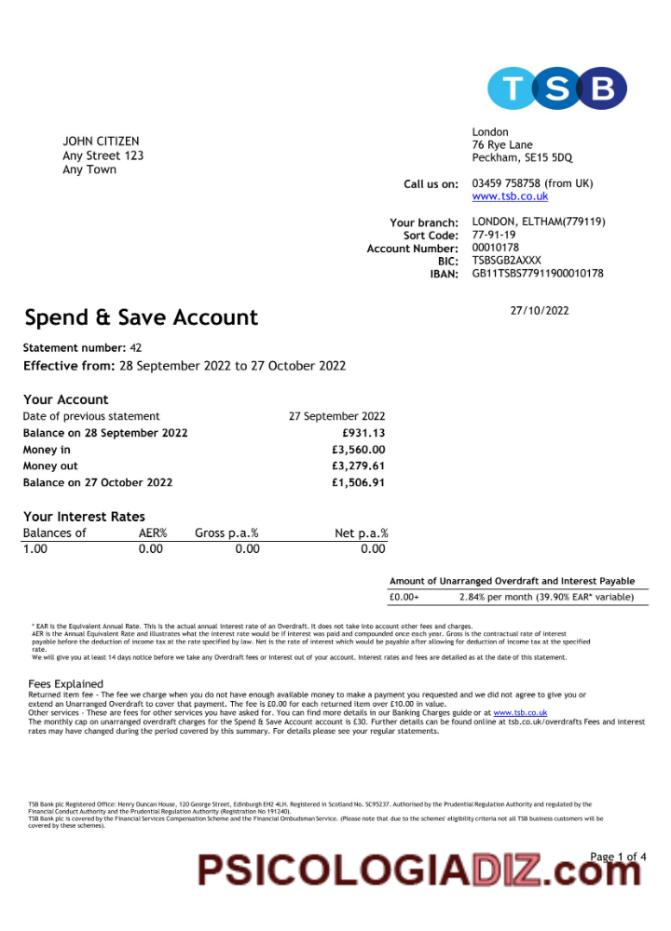 TSB
JOHN CITIZEN
Any Street 123
Any Town
London
76 Rye Lane
Peckham, SE15 5DQ
Call us on: 03459 758758 (from UK)
www.tsb.co.uk
Your branch: LONDON, ELTHAM(779119)
Sort Code: 77-91-19
Account Number: 00010178
BIC: TSBSGB2AXXX
IBAN: GB11TSBS77911900010178
27/10/2022
Spend & Save Account
Statement number: 42
Effective from: 28 September 2022 to 27 October 2022
Your Account
Date of previous statement 27 September 2022
Balance on 28 September 2022 £931.13
Money in £3,560.00
Money out £3,279.61
Balance on 27 October 2022 £1,506.91
Your Interest Rates
Balances of AER% Gross p.a.% Net p.a.%
1.00 0.00 0.00 0.00
Amount of Unarranged Overdraft and Interest Payable
£0.00+ 2.84% per month (39.90% EAR* variable)
* EAR is the Equivalent Annual Rate. This is the actual annual interest rate of an Overdraft. It does not take into account other fees and charges.
AER is the Annual Equivalent Rate and illustrates what the interest rate would be if interest was paid and compounded once each year. Gross is the contractual rate of interest
payable before the deduction of income tax at the rate specified by law. Net is the rate of interest which would be payable after allowing for deduction of income tax at the specified
rate.
We will give you at least 14 days notice before we take any Overdraft fees or Interest out of your account. Interest rates and fees are detailed as at the date of this statement.
Fees Explained
Returned item fee - The fee we charge when you do not have enough available money to make a payment you requested and we did not agree to give you or
extend an Unarranged Overdraft to cover that payment. The fee is £0.00 for each returned item over £10.00 in value.
Other services - These are fees for other services you have asked for. You can find more details in our Banking Charges guide or at www.tsb.co.uk
The monthly cap on unarranged overdraft charges for the Spend & Save Account account is £30. Further details can be found online at tsb.co.uk/overdrafts Fees and interest
rates may have changed during the period covered by this summary. For details please see your regular statements.
TSB Bank plc Registered Office: Henry Duncan House, 120 George Street, Edinburgh EH2 4LH. Registered in Scotland No. SC95237. Authorised by the Prudential Regulation Authority and regulated by the
Financial Conduct Authority and the Prudential Regulation Authority (Registration No 191240).
TSB Bank plc is covered by the Financial Services Compensation Scheme and the Financial Ombudsman Service. (Please note that due to the schemes' eligibility criteria not all TSB business customers will be
covered by these schemes).
Page 1 of 4
PSICOLOGIADIZ.com